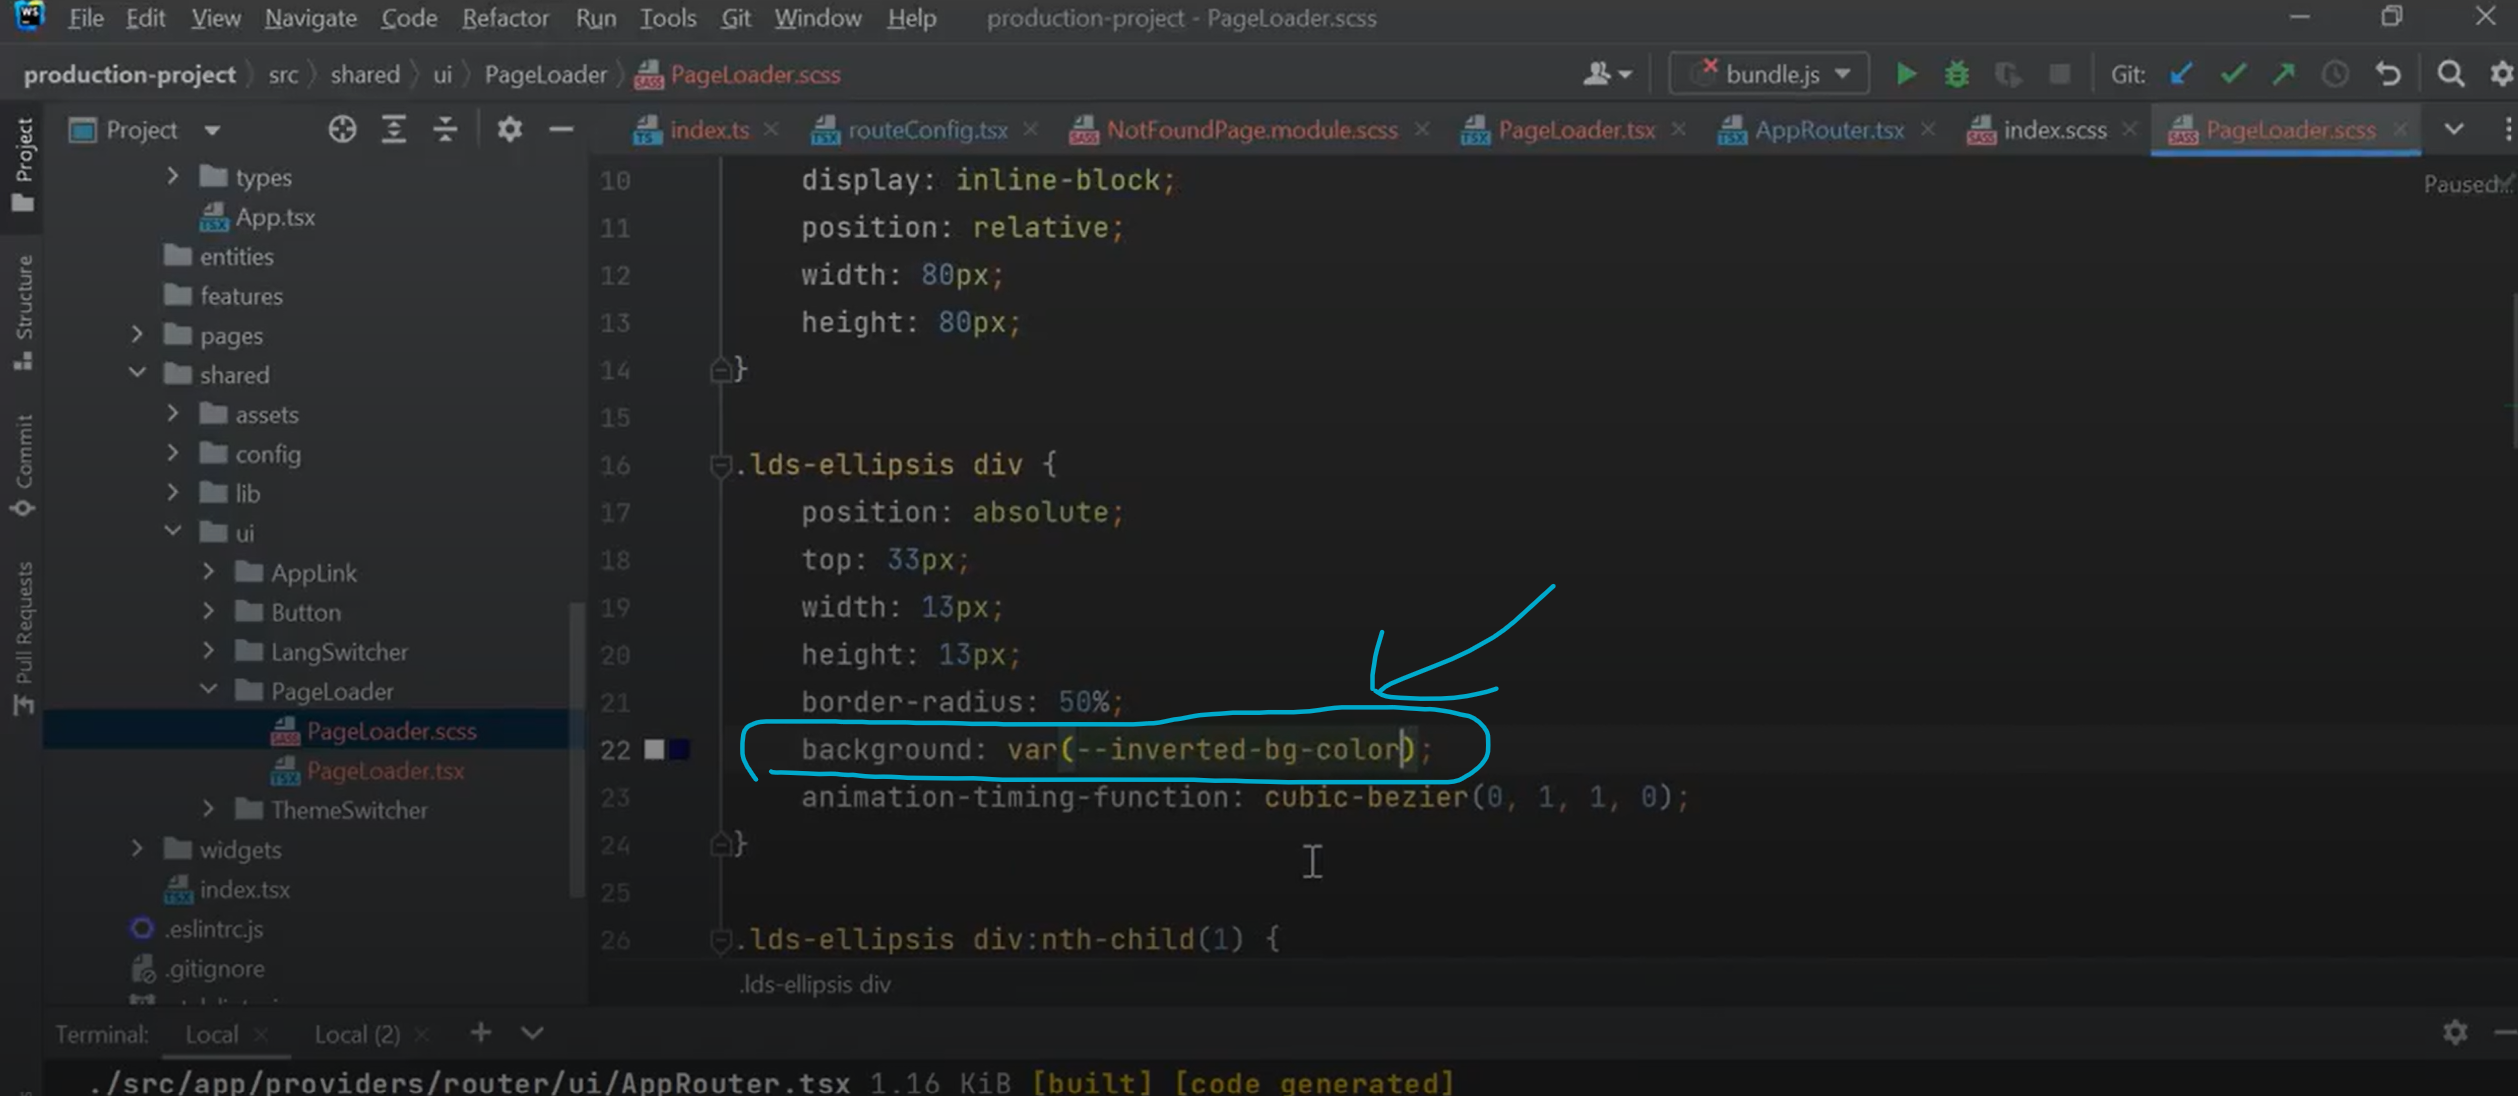 WS File Edit View Navigate Code Refactor Run Tools Git Window Help production-project - PageLoader.scss
production-project src shared ui PageLoader PageLoader.scss bundle.js Git:
Project index.ts routeConfig.tsx NotFoundPage.module.scss PageLoader.tsx AppRouter.tsx index.scss PageLoader.scss
Paused...
Project
Structure
Commit
Pull Requests
types
App.tsx
entities
features
pages
shared
assets
config
lib
ui
AppLink
Button
LangSwitcher
PageLoader
PageLoader.scss
PageLoader.tsx
ThemeSwitcher
widgets
index.tsx
.eslintrc.js
.gitignore
10 display: inline-block;
11 position: relative;
12 width: 80px;
13 height: 80px;
14 }
15
16 .lds-ellipsis div {
17 position: absolute;
18 top: 33px;
19 width: 13px;
20 height: 13px;
21 border-radius: 50%;
22 background: var(--inverted-bg-color);
23 animation-timing-function: cubic-bezier(0, 1, 1, 0);
24 }
25
26 .lds-ellipsis div:nth-child(1) {
.lds-ellipsis div
Terminal: Local Local (2)
./src/app/providers/router/ui/AppRouter.tsx 1.16 KiB [built] [code generated]